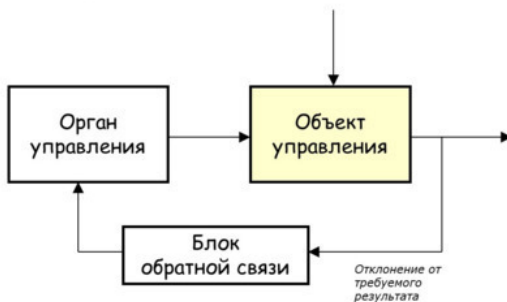 Орган
управления
Объект
управления
Блок
обратной связи
Отклонение от
требуемого
результата